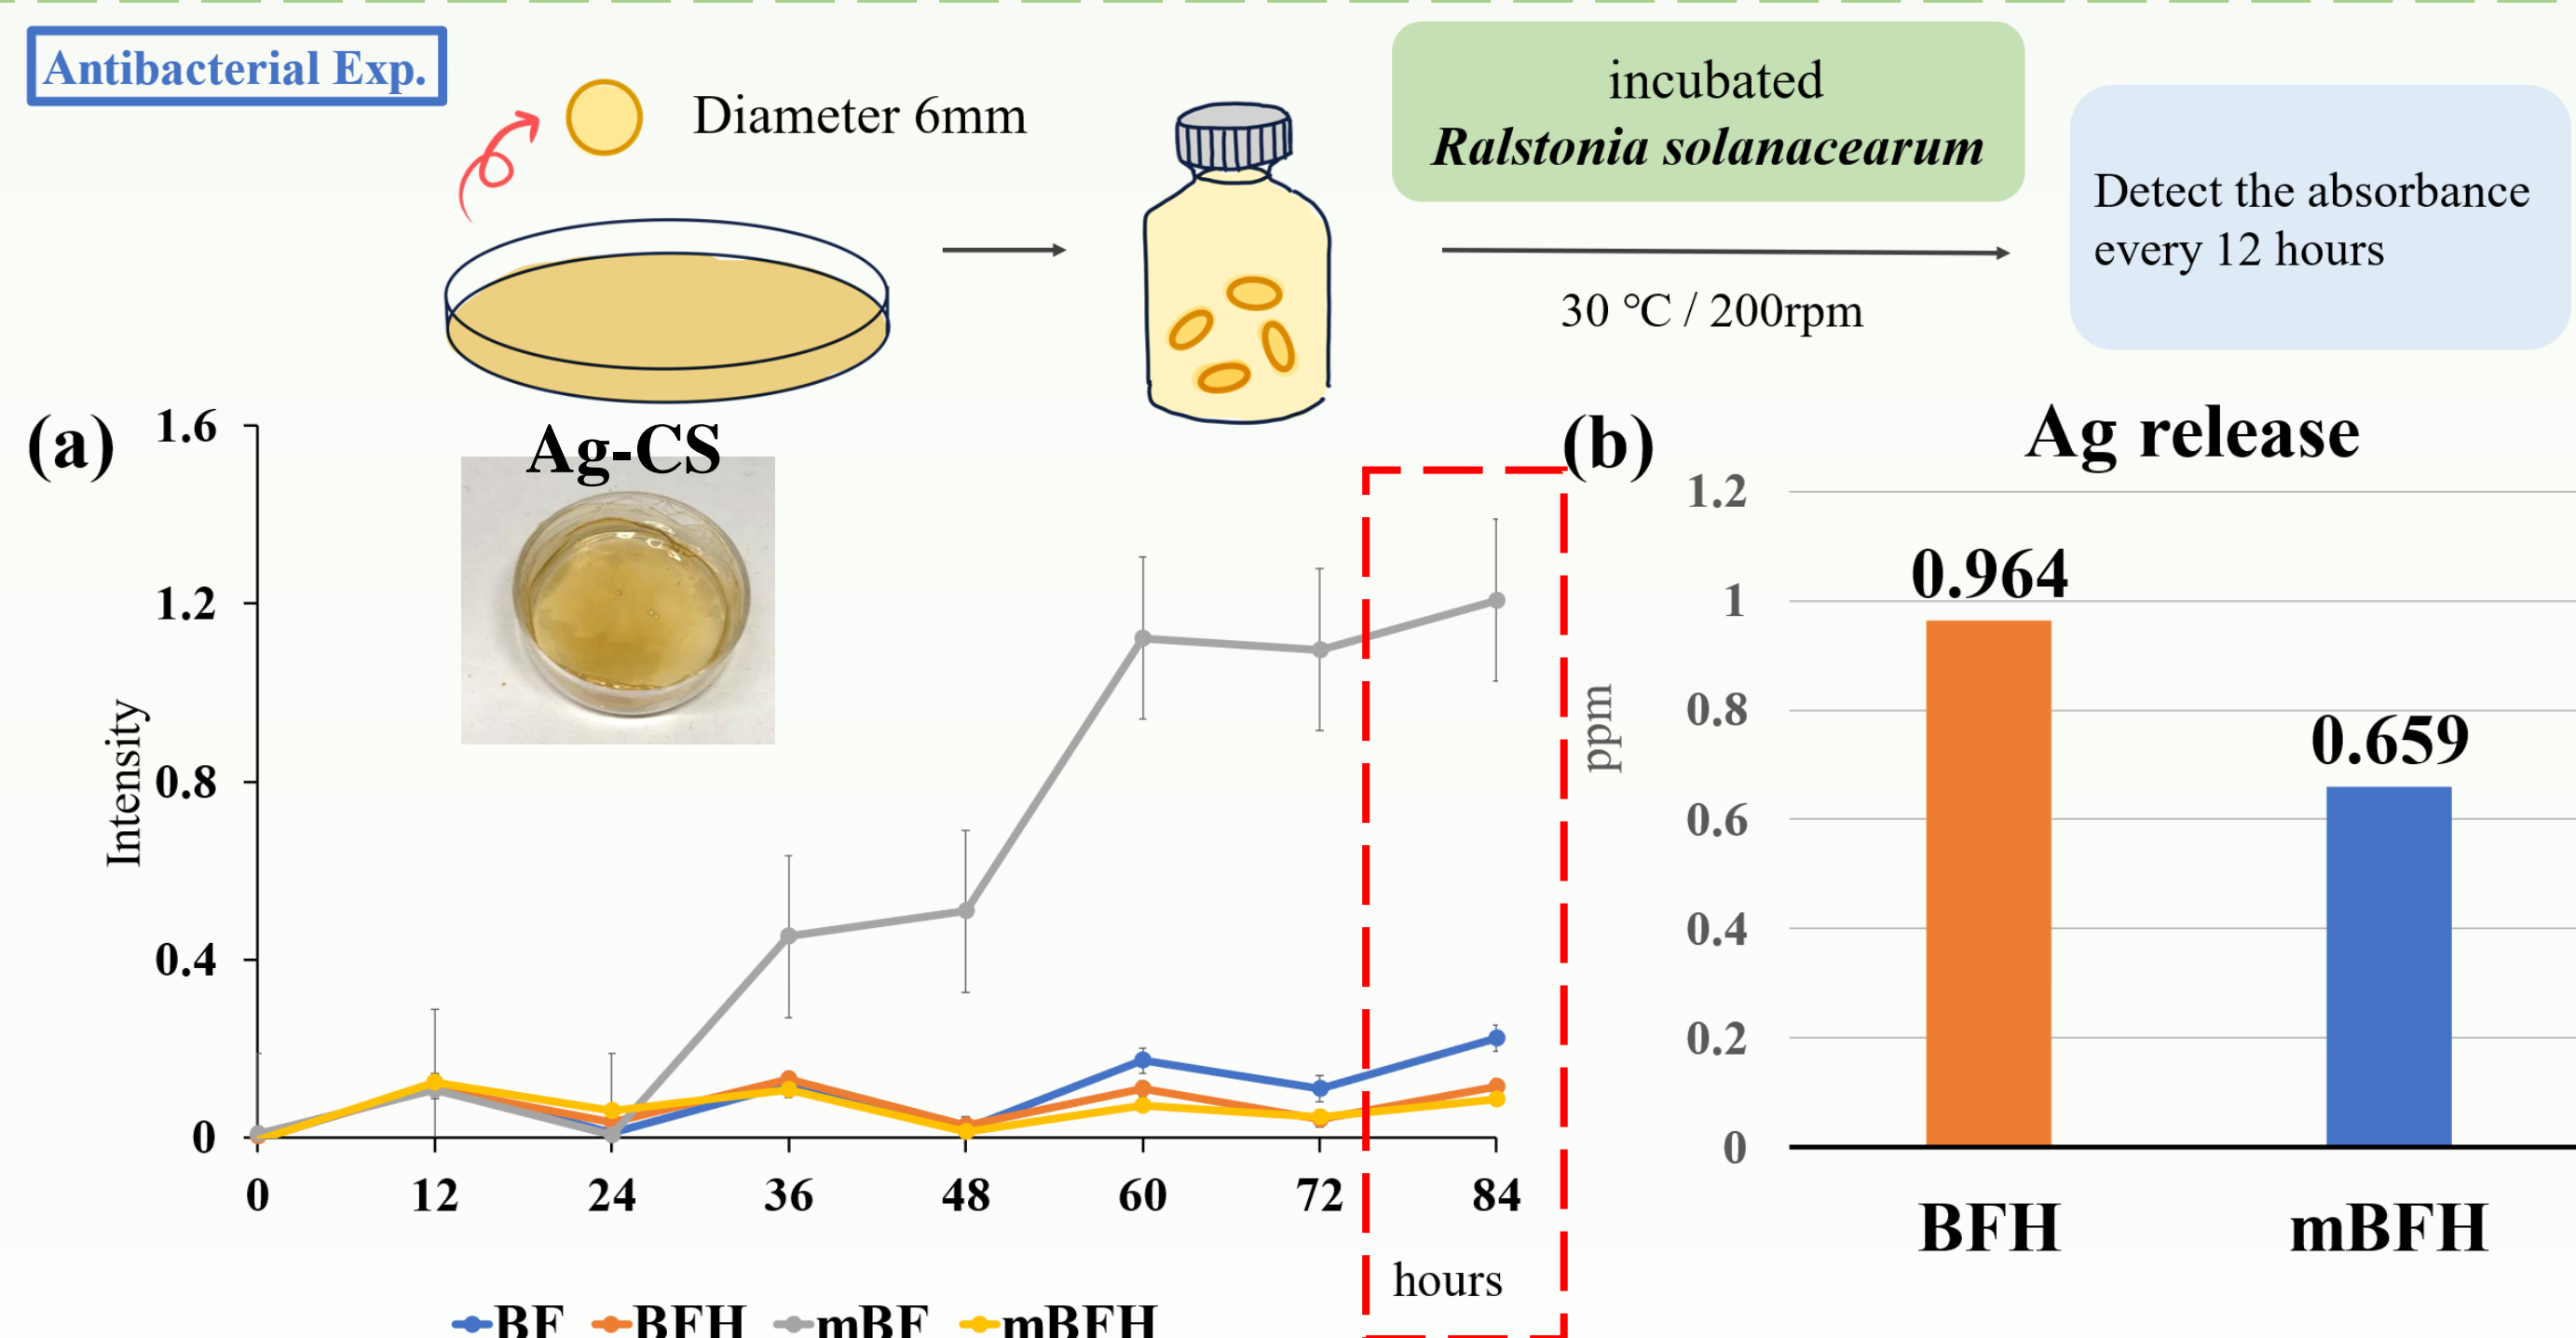 Antibacterial Exp.
Diameter 6mm
incubated
Ralstonia solanacearum
30 °C / 200rpm
Detect the absorbance
every 12 hours
(a)
Ag-CS
Intensity
1.6
1.2
0.8
0.4
0
0 12 24 36 48 60 72 84
hours
BF BFH mBF mBFH
(b)
Ag release
ppm
1.2
1
0.8
0.6
0.4
0.2
0
0.964
0.659
BFH mBFH